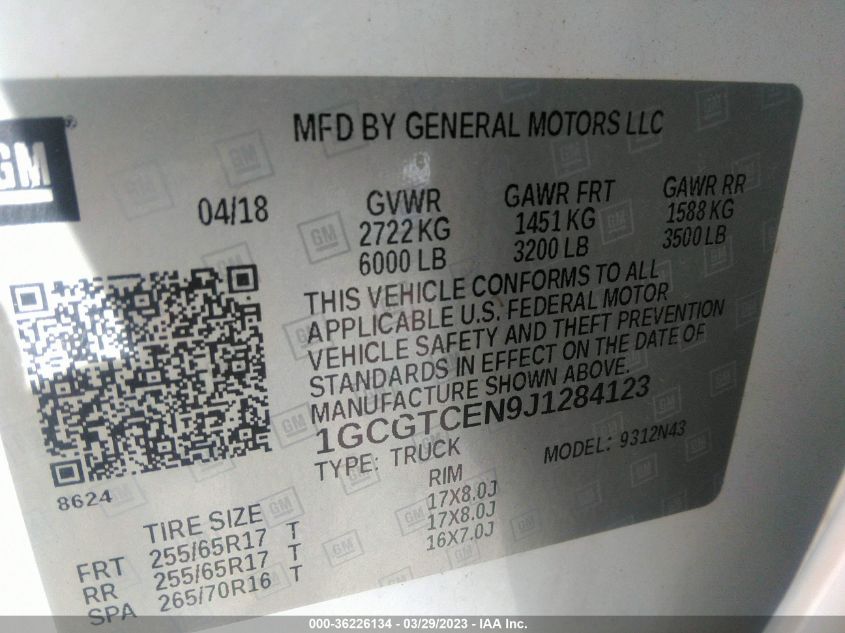 GM
MFD BY GENERAL MOTORS LLC
04/18
GVWR
2722 KG
6000 LB
GAWR FRT
1451 KG
3200 LB
GAWR RR
1588 KG
3500 LB
THIS VEHICLE CONFORMS TO ALL
APPLICABLE U.S. FEDERAL MOTOR
VEHICLE SAFETY AND THEFT PREVENTION
STANDARDS IN EFFECT ON THE DATE OF
MANUFACTURE SHOWN ABOVE.
1GCGTCEN9J1284123
TYPE: TRUCK MODEL: 9312N43
8624
TIRE SIZE RIM
FRT 255/65R17 T 17X8.0J
RR 255/65R17 T 17X8.0J
SPA 265/70R16 T 16X7.0J
000-36226134 - 03/29/2023 - IAA Inc.